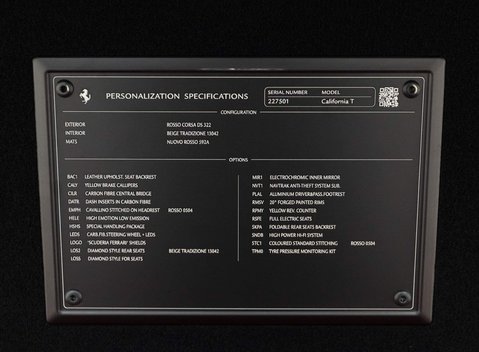 PERSONALIZATION SPECIFICATIONS
SERIAL NUMBER MODEL
227501 California T
CONFIGURATION
EXTERIOR ROSSO CORSA DS 322
INTERIOR BEIGE TRADIZIONE 13042
MATS NUOVO ROSSO 592A
OPTIONS
BAC1 LEATHER UPHOLST. SEAT BACKREST
CALY YELLOW BRAKE CALLIPERS
CIUR CARBON FIBRE CENTRAL BRIDGE
DATR DASH INSERTS IN CARBON FIBRE
EMPH CAVALLINO STITCHED ON HEADREST ROSSO 0504
HELE HIGH EMOTION LOW EMISSION
HSHS SPECIAL HANDLING PACKAGE
LEDS CARB.FIB.STEERING WHEEL + LEDS
LOGO "SCUDERIA FERRARI" SHIELDS
LOS2 DIAMOND STYLE REAR SEATS BEIGE TRADIZIONE 13042
LOSS DIAMOND STYLE FOR SEATS
MIR1 ELECTROCHROMIC INNER MIRROR
NVT1 NAVTRAK ANTI-THEFT SYSTEM SUB.
PLAL ALUMINIUM DRIVER&PASS.FOOTREST
RMSV 20" FORGED PAINTED RIMS
RPMY YELLOW REV. COUNTER
RSFE FULL ELECTRIC SEATS
SKPA FOLDABLE REAR SEATS BACKREST
SNDB HIGH POWER HI-FI SYSTEM
STC1 COLOURED STANDARD STITCHING ROSSO 0504
TPM0 TYRE PRESSURE MONITORING KIT